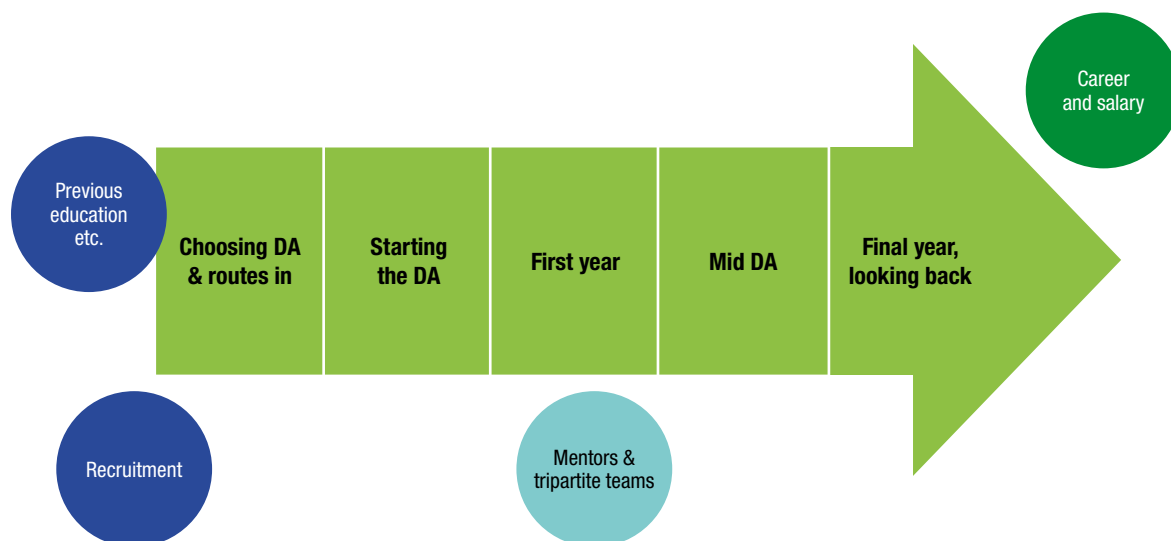 Career
and salary
Previous
education
etc.
Choosing DA
& routes in
Starting
the DA
First year
Mid DA
Final year,
looking back
Recruitment
Mentors &
tripartite teams